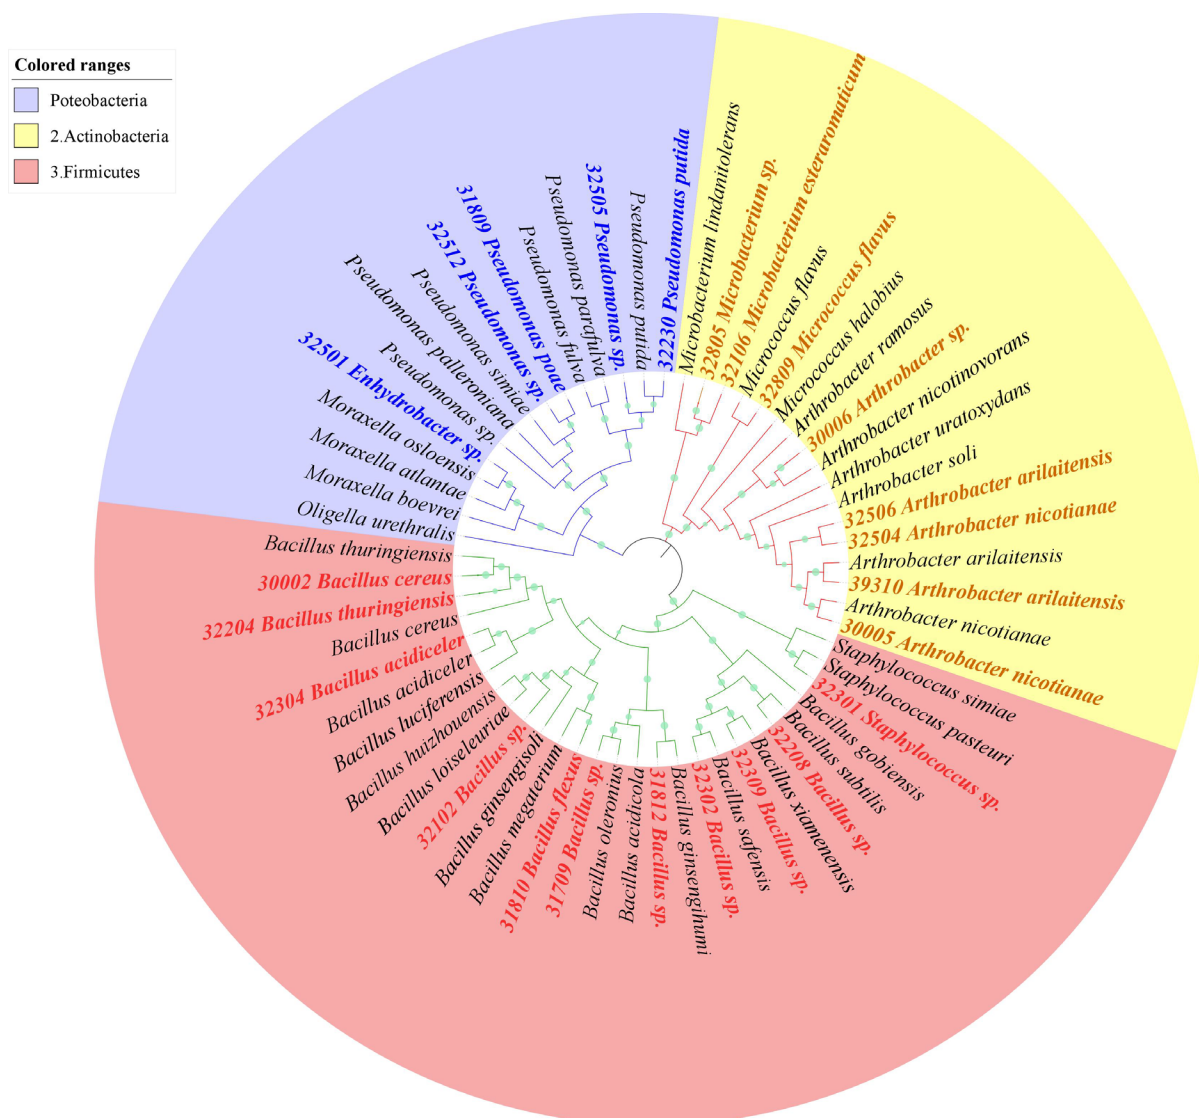 Colored ranges
Poteobacteria
2.Actinobacteria
3.Firmicutes
Microbacterium lindanitolerans
32805 Microbacterium sp.
32106 Microbacterium esteraromaticum
Micrococcus flavus
32809 Micrococcus flavus
Micrococcus halobius
Arthrobacter ramosus
30006 Arthrobacter sp.
Arthrobacter nicotinovorans
Arthrobacter uratoxydans
Arthrobacter soli
32506 Arthrobacter arilaitensis
32504 Arthrobacter nicotianae
Arthrobacter arilaitensis
39310 Arthrobacter arilaitensis
Arthrobacter nicotianae
30005 Arthrobacter nicotianae
Staphylococcus simiae
Staphylococcus pasteuri
32301 Staphylococcus sp.
Bacillus gobiensis
Bacillus subtilis
32208 Bacillus sp.
Bacillus xiamenensis
32309 Bacillus sp.
Bacillus safensis
32302 Bacillus sp.
Bacillus ginsengihumi
31812 Bacillus sp.
Bacillus acidicola
Bacillus oleronius
31709 Bacillus sp.
31810 Bacillus flexus
Bacillus megaterium
Bacillus ginsengisoli
32102 Bacillus sp.
Bacillus loiseleuriae
Bacillus huizhouensis
Bacillus luciferensis
Bacillus acidiceler
32304 Bacillus acidiceler
Bacillus cereus
32204 Bacillus thuringiensis
30002 Bacillus cereus
Bacillus thuringiensis
Oligella urethralis
Moraxella boevrei
Moraxella atlantae
Moraxella osloensis
32501 Enhydrobacter sp.
Pseudomonas sp.
Pseudomonas palleroniana
Pseudomonas simiae
32512 Pseudomonas sp.
31809 Pseudomonas poae
Pseudomonas fulva
Pseudomonas parafulva
32505 Pseudomonas sp.
Pseudomonas putida
32230 Pseudomonas putida